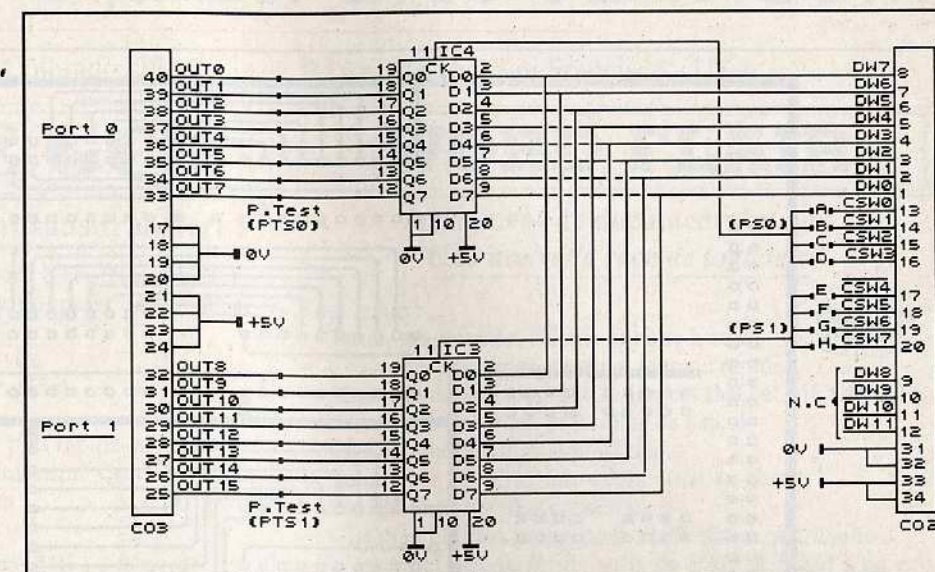 11 IC4
CK
40 OUT0 19 Q0 D0 2 DW7 8
39 OUT1 18 Q1 D1 3 DW6 7
38 OUT2 17 Q2 D2 4 DW5 6
37 OUT3 16 Q3 D3 5 DW4 5
36 OUT4 15 Q4 D4 6 DW3 4
35 OUT5 14 Q5 D5 7 DW2 3
34 OUT6 13 Q6 D6 8 DW1 2
33 OUT7 12 Q7 D7 9 DW0 1
Port 0
P.Test
(PTS0)
1 10 20
0V +5V
(PS0)
A CSW0 13
B CSW1 14
C CSW2 15
D CSW3 16
17
18
19
20
0V
21
22
23
24
+5V
(PS1)
E CSW4 17
F CSW5 18
G CSW6 19
H CSW7 20
11 IC3
CK
32 OUT8 19 Q0 D0 2
31 OUT9 18 Q1 D1 3
30 OUT10 17 Q2 D2 4
29 OUT11 16 Q3 D3 5
28 OUT12 15 Q4 D4 6
27 OUT13 14 Q5 D5 7
26 OUT14 13 Q6 D6 8
25 OUT15 12 Q7 D7 9
Port
P.Test
(PTS1)
1 10 20
0V +5V
N.C
DW8 9
DW9 10
DW10 11
DW11 12
0V 31
32
+5V 33
34
CO3
CO2